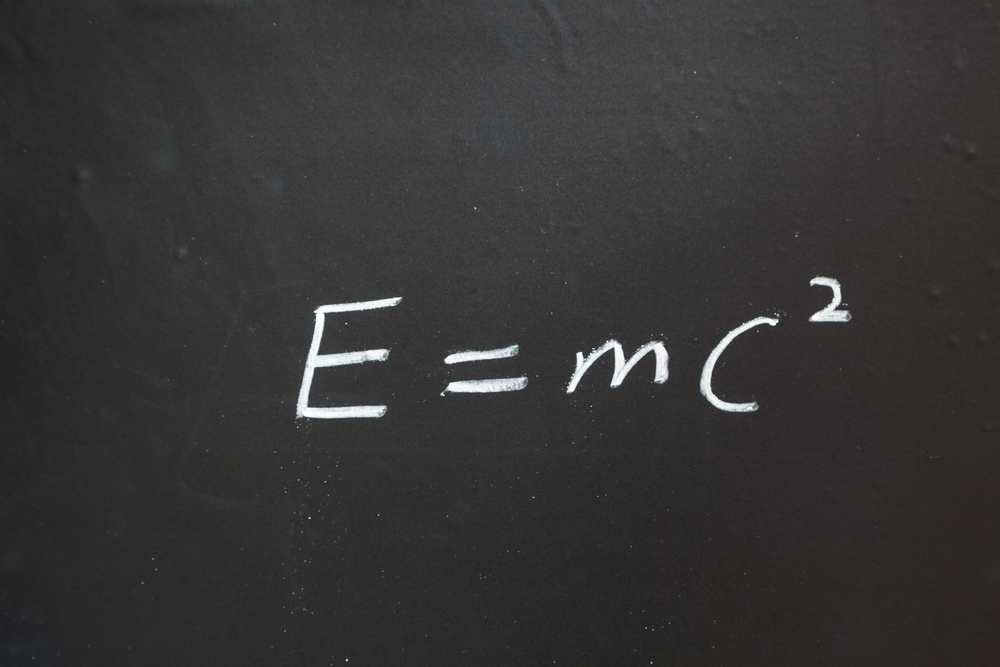 E = mc²